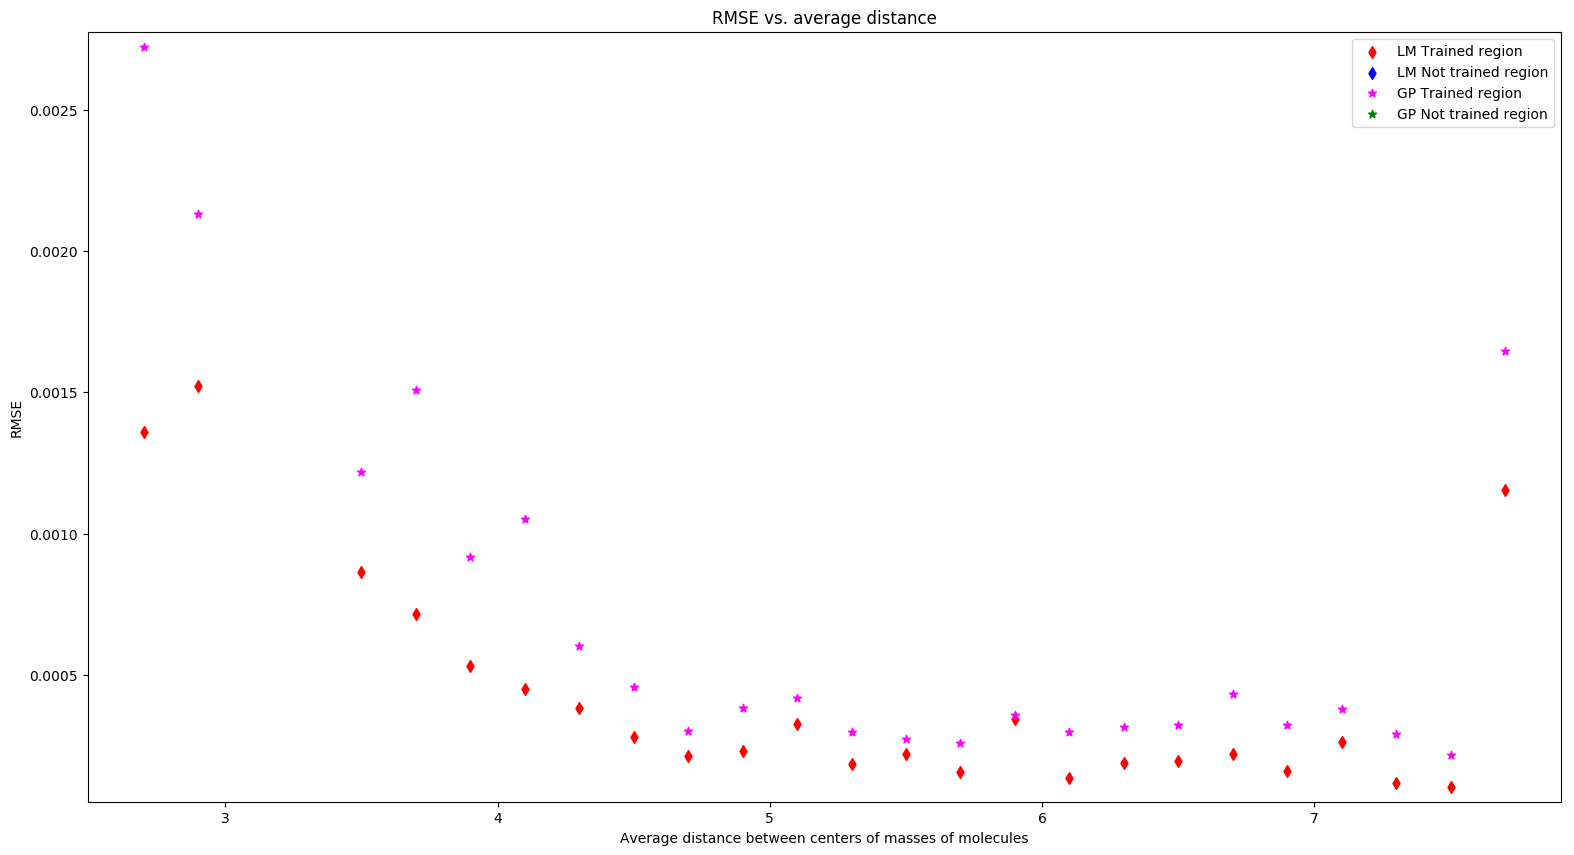 RMSE vs. average distance
LM Trained region
LM Not trained region
GP Trained region
GP Not trained region
0.0025
0.0020
0.0015
0.0010
0.0005
RMSE
3 4 5 6 7
Average distance between centers of masses of molecules